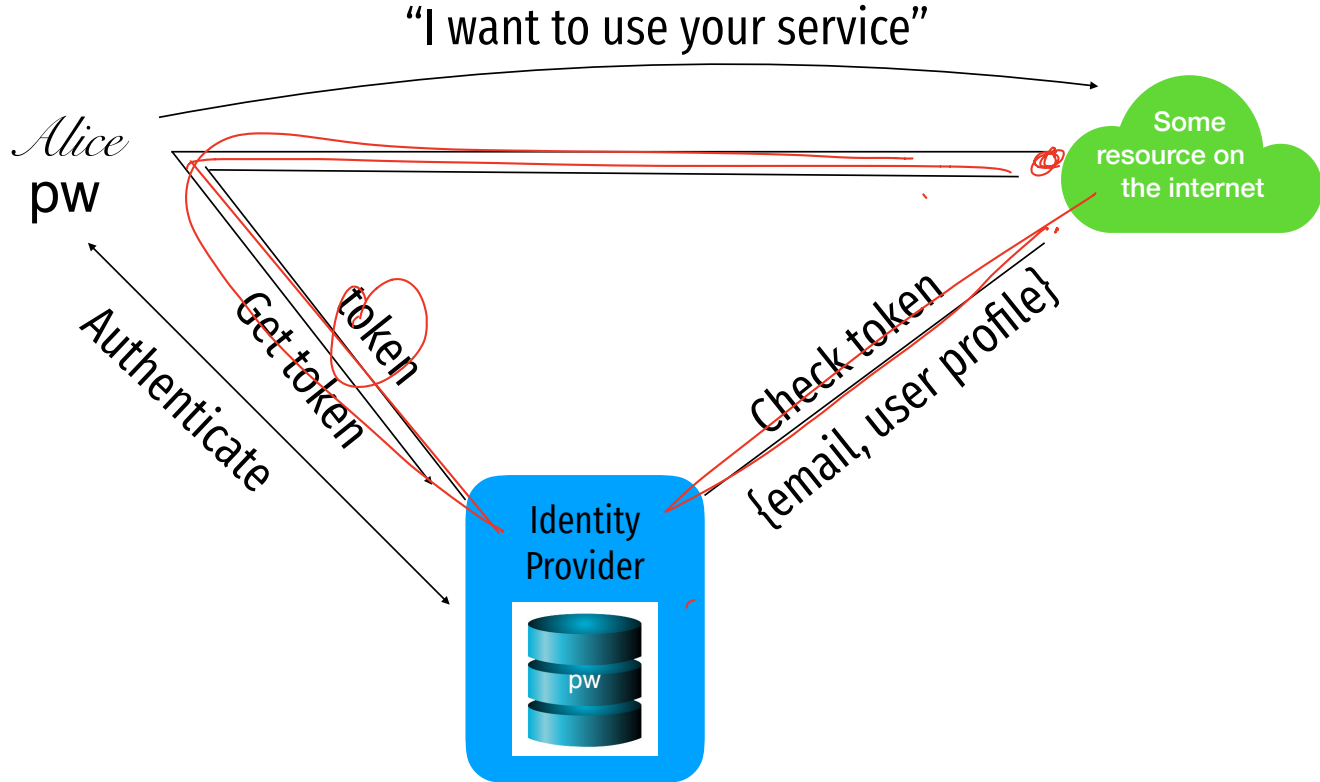 “I want to use your service”
Alice
pw
Some
resource on
the internet
Authenticate
Get token
token
Check token
{email, user profile}
Identity
Provider
pw